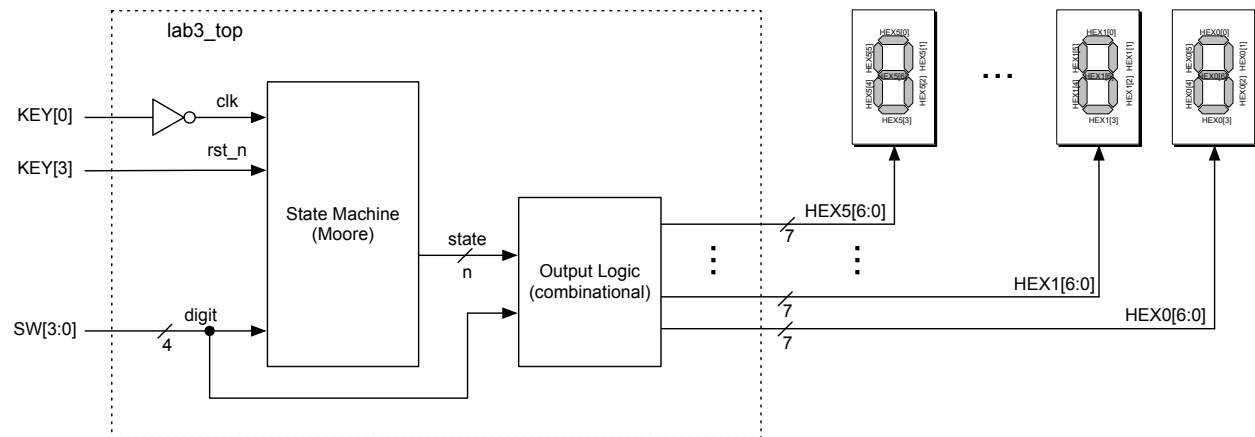 lab3_top
KEY[0]
clk
KEY[3]
rst_n
State Machine
(Moore)
state
n
SW[3:0]
digit
4
Output Logic
(combinational)
HEX5[6:0]
7
HEX1[6:0]
7
HEX0[6:0]
7
HEX5[0]
HEX5[5]
HEX5[1]
HEX5[6]
HEX5[4]
HEX5[2]
HEX5[3]
...
HEX1[0]
HEX1[5]
HEX1[1]
HEX1[6]
HEX1[4]
HEX1[2]
HEX1[3]
HEX0[0]
HEX0[5]
HEX0[1]
HEX0[6]
HEX0[4]
HEX0[2]
HEX0[3]